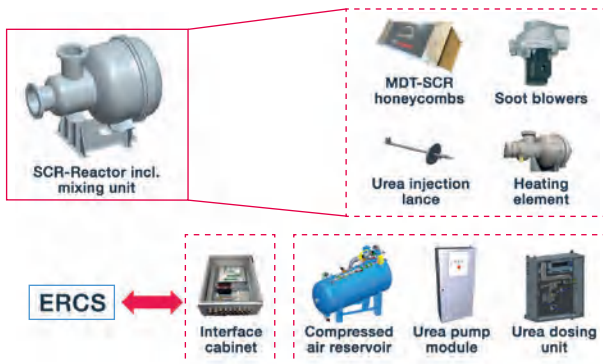 MDT-SCR
honeycombs
Soot blowers
SCR-Reactor incl.
mixing unit
Urea injection
lance
Heating
element
ERCS
Interface
cabinet
Compressed
air reservoir
Urea pump
module
Urea dosing
unit